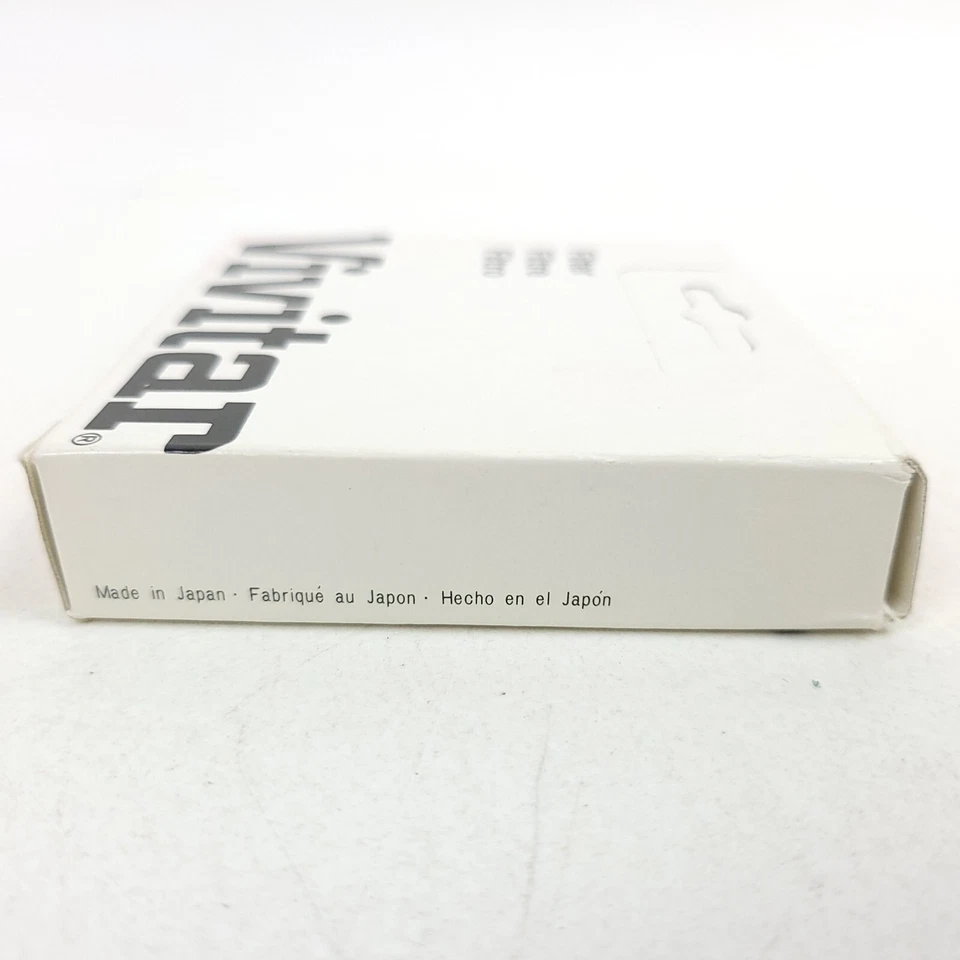 Vivitar®
Made in Japan · Fabriqué au Japon · Hecho en el Japón